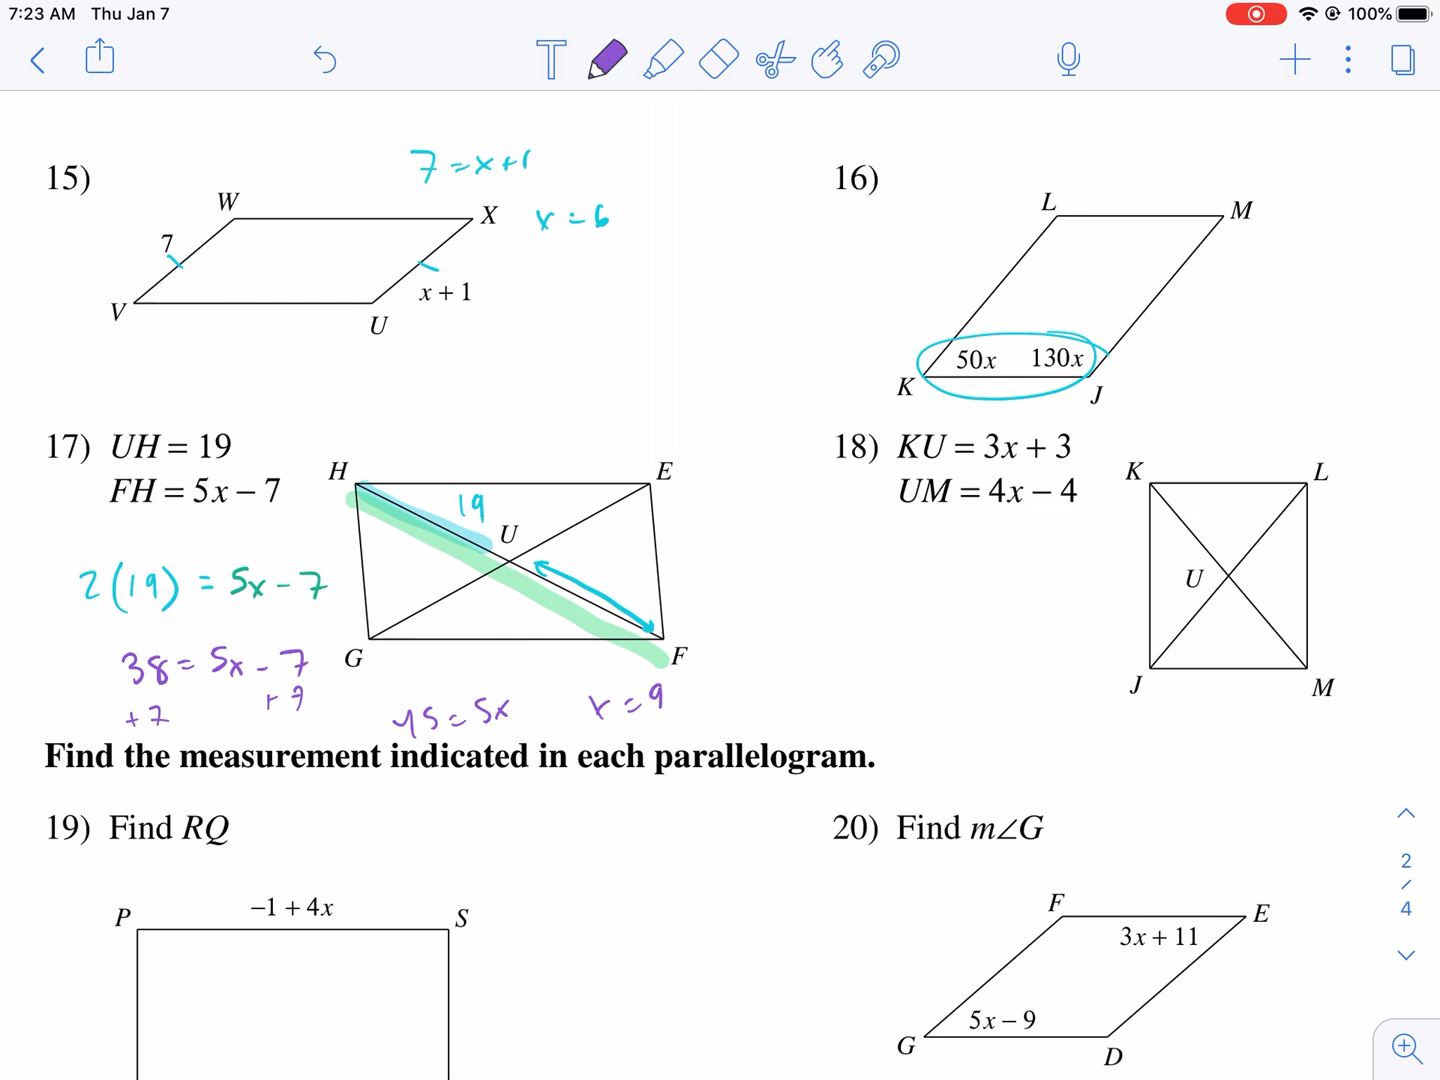 7:23 AM Thu Jan 7
100%
15)
W
X
7
V
U
x + 1
7 = x + 1
x = 6
16)
L
M
50x
130x
K
J
17) UH = 19
FH = 5x − 7
H
E
19
U
G
F
2(19) = 5x − 7
38 = 5x − 7
+7
+7
45 = 5x
x = 9
18) KU = 3x + 3
UM = 4x − 4
K
L
U
J
M
Find the measurement indicated in each parallelogram.
19) Find RQ
P
−1 + 4x
S
20) Find m∠G
F
E
3x + 11
5x − 9
G
D
2
/
4